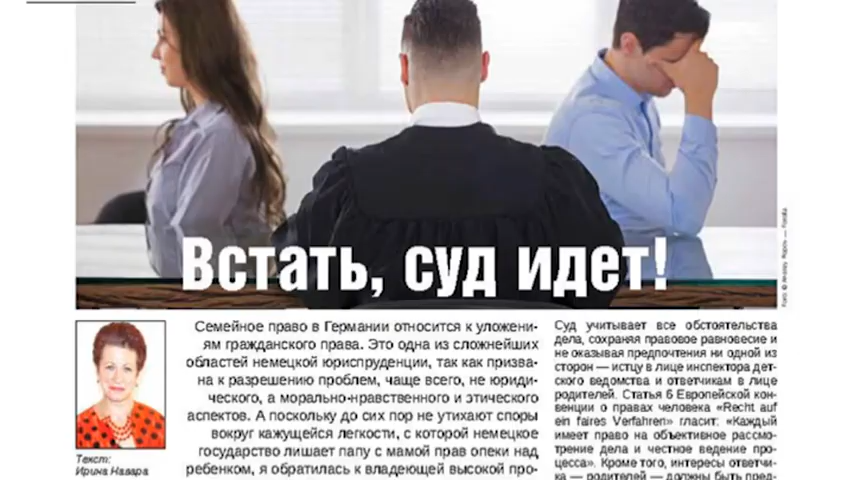 Встать, суд идет!
Семейное право в Германии относится к уложени-
ям гражданского права. Это одна из сложнейших
областей немецкой юриспруденции, так как призва-
на к разрешению проблем, чаще всего, не юриди-
ческого, а морально-нравственного и этического
аспектов. А поскольку до сих пор не утихают споры
вокруг кажущейся легкости, с которой немецкое
государство лишает папу с мамой прав опеки над
ребенком, я обратилась к владеющей высокой про-
Текст:
Ирина Навара
Суд учитывает все обстоятельства
дела, сохраняя правовое равновесие и
не оказывая предпочтения ни одной из
сторон — истцу в лице инспектора дет-
ского ведомства и ответчикам в лице
родителей. Статья 6 Европейской кон-
венции о правах человека «Recht auf
ein faires Verfahren» гласит: «Каждый
имеет право на объективное рассмо-
трение дела и честное ведение про-
цесса». Кроме того, интересы ответчи-
ка — родителей — должны быть пред-